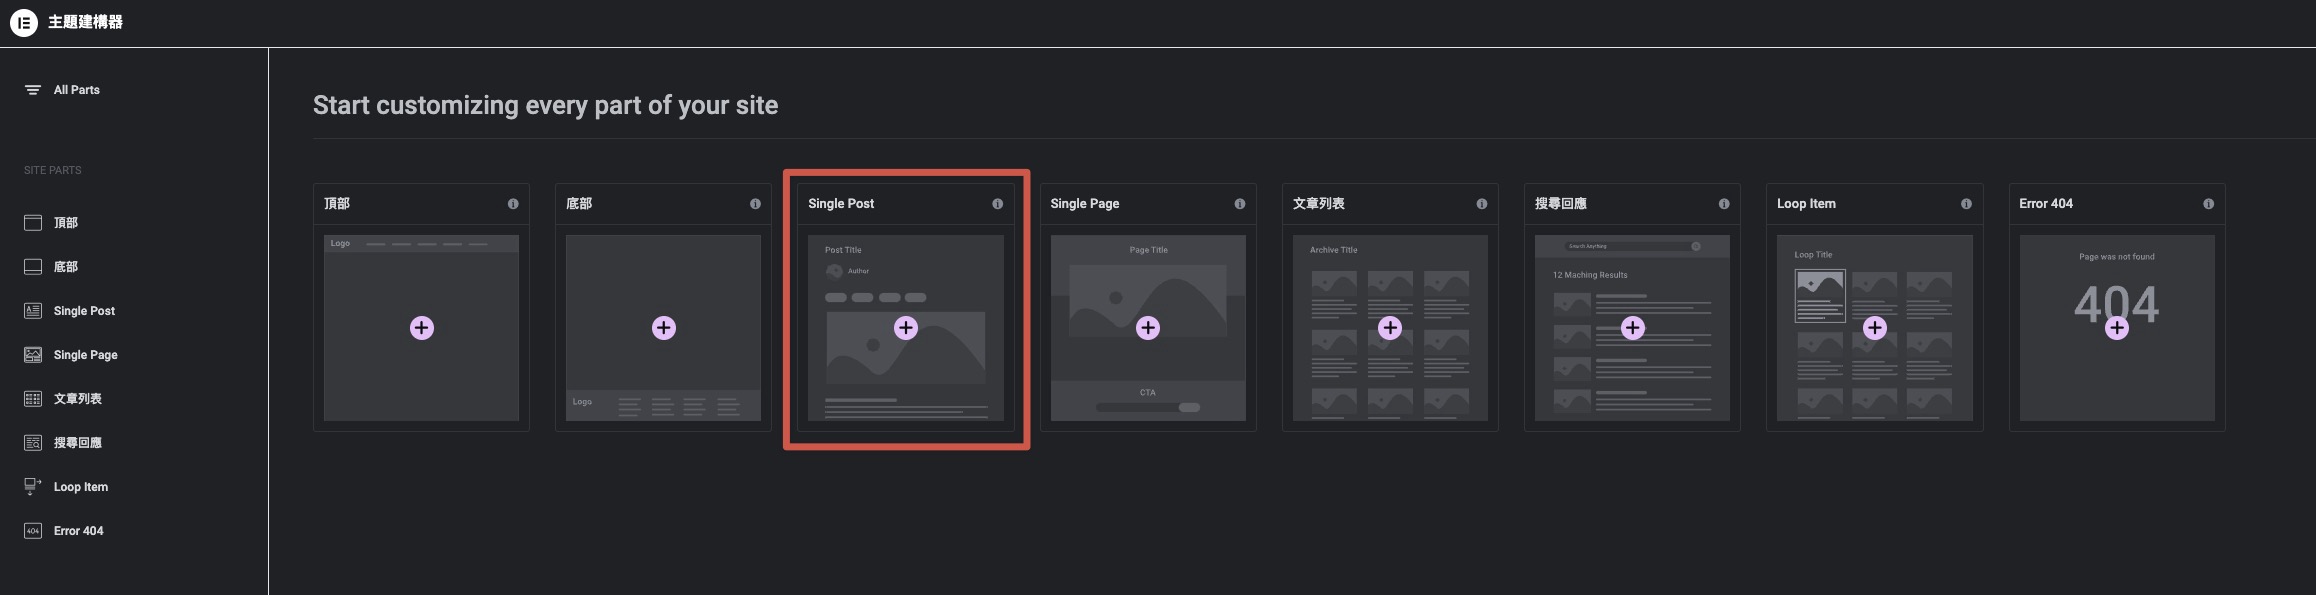 主題建構器
All Parts
SITE PARTS
頂部
底部
Single Post
Single Page
文章列表
搜尋回應
Loop Item
404
Error 404
Start customizing every part of your site
頂部
Logo
底部
Logo
Single Post
Post Title
Author
Single Page
Page Title
CTA
文章列表
Archive Title
搜尋回應
Search Anything
12 Maching Results
Loop Item
Loop Title
Error 404
Page was not found
404